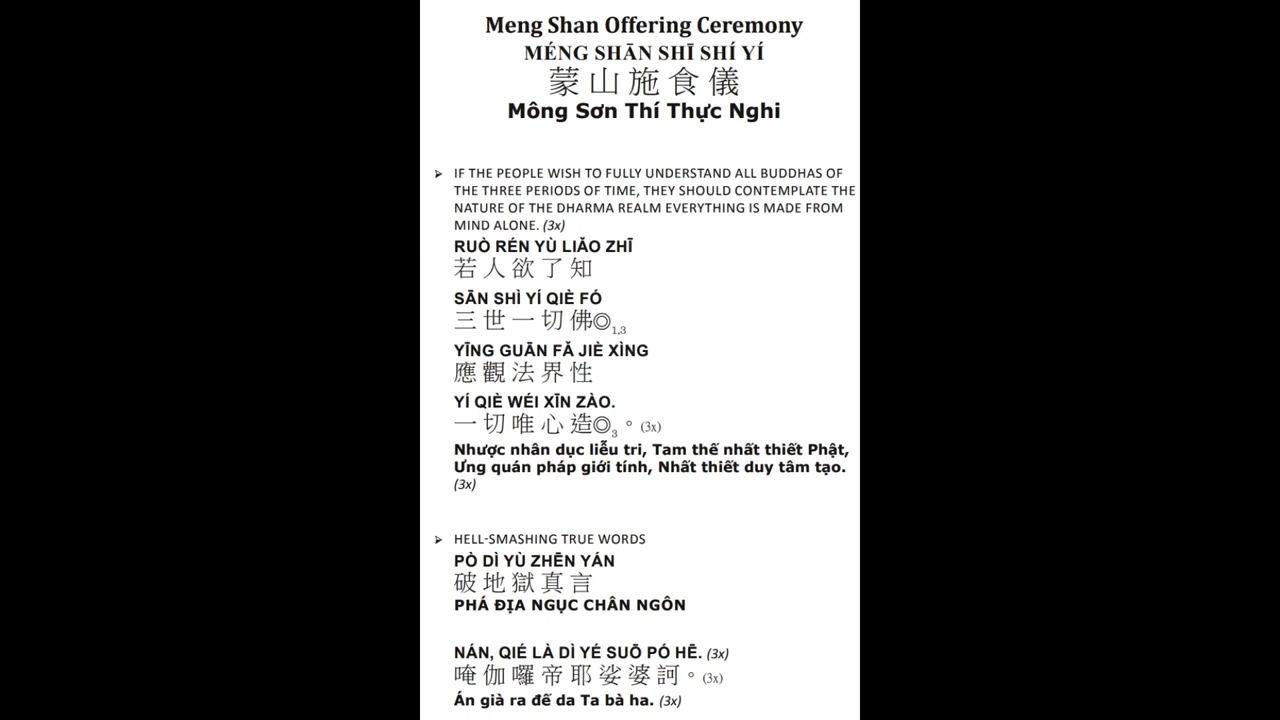 Meng Shan Offering Ceremony
MÉNG SHĀN SHĪ SHÍ YÍ
蒙山施食儀
Mông Sơn Thí Thực Nghi
➢ IF THE PEOPLE WISH TO FULLY UNDERSTAND ALL BUDDHAS OF
THE THREE PERIODS OF TIME, THEY SHOULD CONTEMPLATE THE
NATURE OF THE DHARMA REALM EVERYTHING IS MADE FROM
MIND ALONE. (3x)
RUÒ RÉN YÙ LIǍO ZHĪ
若人欲了知
SĀN SHÌ YÍ QIÈ FÓ
三世一切佛◎1,3
YĪNG GUĀN FǍ JIÈ XÌNG
應觀法界性
YÍ QIÈ WÉI XĪN ZÀO.
一切唯心造◎3。(3x)
Nhược nhân dục liễu tri, Tam thế nhất thiết Phật,
Ưng quán pháp giới tính, Nhất thiết duy tâm tạo.
(3x)
➢ HELL-SMASHING TRUE WORDS
PÒ DÌ YÙ ZHĒN YÁN
破地獄真言
PHÁ ĐỊA NGỤC CHÂN NGÔN
NÁN, QIÉ LÀ DÌ YÉ SUŌ PÓ HĒ. (3x)
唵伽囉帝耶娑婆訶。(3x)
Án già ra đế da Ta bà ha. (3x)